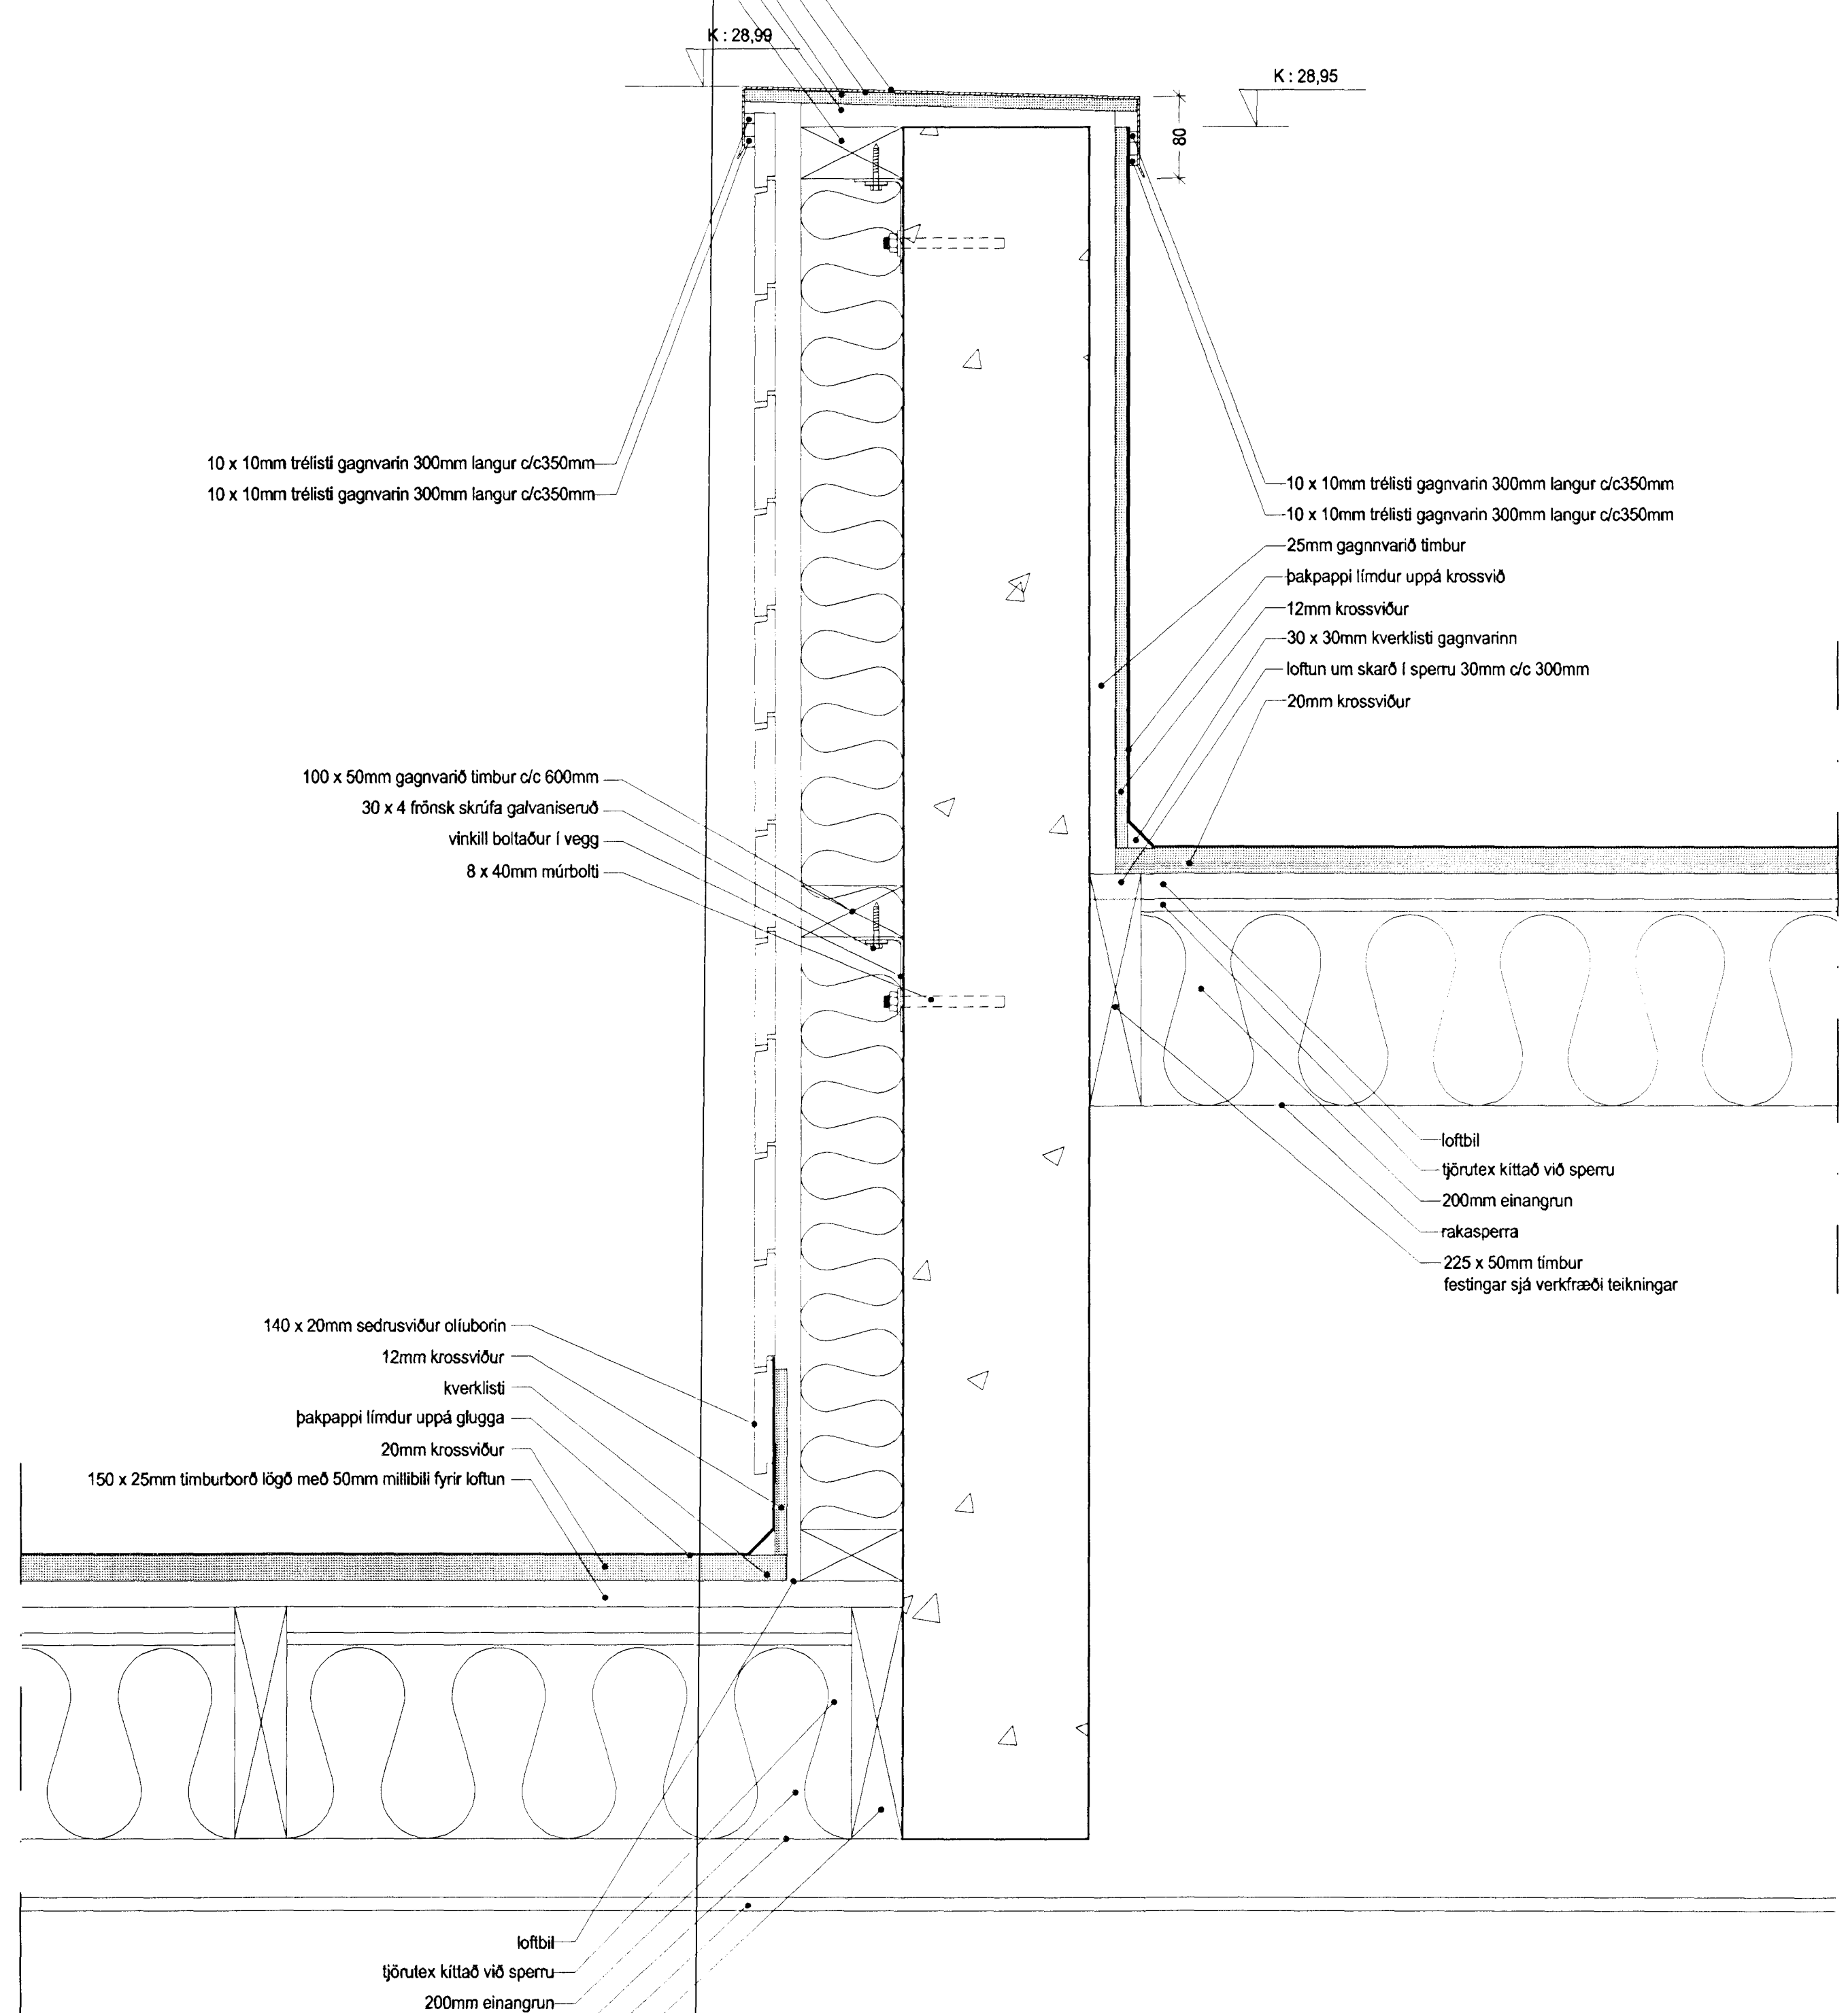 K : 28,99
K : 28,95
80
10 x 10mm trélisti gagnvarin 300mm langur c/c350mm
10 x 10mm trélisti gagnvarin 300mm langur c/c350mm
10 x 10mm trélisti gagnvarin 300mm langur c/c350mm
10 x 10mm trélisti gagnvarin 300mm langur c/c350mm
25mm gagnnvarið timbur
þakpappi límdur uppá krossvið
12mm krossviður
30 x 30mm kverklisti gagnvarinn
loftun um skarð í sperru 30mm c/c 300mm
20mm krossviður
100 x 50mm gagnvarið timbur c/c 600mm
30 x 4 frönsk skrúfa galvaniseruð
vinkill boltaður í vegg
8 x 40mm múrbolti
loftbil
tjörutex kíttað við sperru
200mm einangrun
rakasperra
225 x 50mm timbur
festingar sjá verkfræði teikningar
140 x 20mm sedrusviður olíuborin
12mm krossviður
kverklisti
þakpappi límdur uppá glugga
20mm krossviður
150 x 25mm timburborð lögð með 50mm millibili fyrir loftun
loftbil
tjörutex kíttað við sperru
200mm einangrun